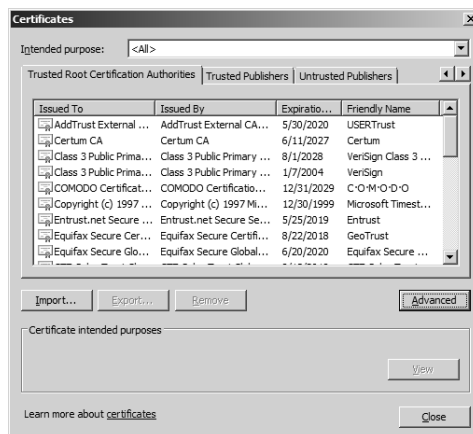 Certificates
Intended purpose: <All>
Trusted Root Certification Authorities Trusted Publishers Untrusted Publishers
Issued To Issued By Expiratio... Friendly Name
AddTrust External ... AddTrust External CA... 5/30/2020 USERTrust
Certum CA Certum CA 6/11/2027 Certum
Class 3 Public Prima... Class 3 Public Primary ... 8/1/2028 VeriSign Class 3 ...
Class 3 Public Prima... Class 3 Public Primary ... 1/7/2004 VeriSign
COMODO Certificat... COMODO Certificatio... 12/31/2029 C·O·M·O·D·O
Copyright (c) 1997 ... Copyright (c) 1997 Mi... 12/30/1999 Microsoft Timest...
Entrust.net Secure ... Entrust.net Secure Se... 5/25/2019 Entrust
Equifax Secure Cer... Equifax Secure Certifi... 8/22/2018 GeoTrust
Equifax Secure Glo... Equifax Secure Global... 6/20/2020 Equifax Secure ...
Import... Export... Remove Advanced
Certificate intended purposes
View
Learn more about certificates
Close